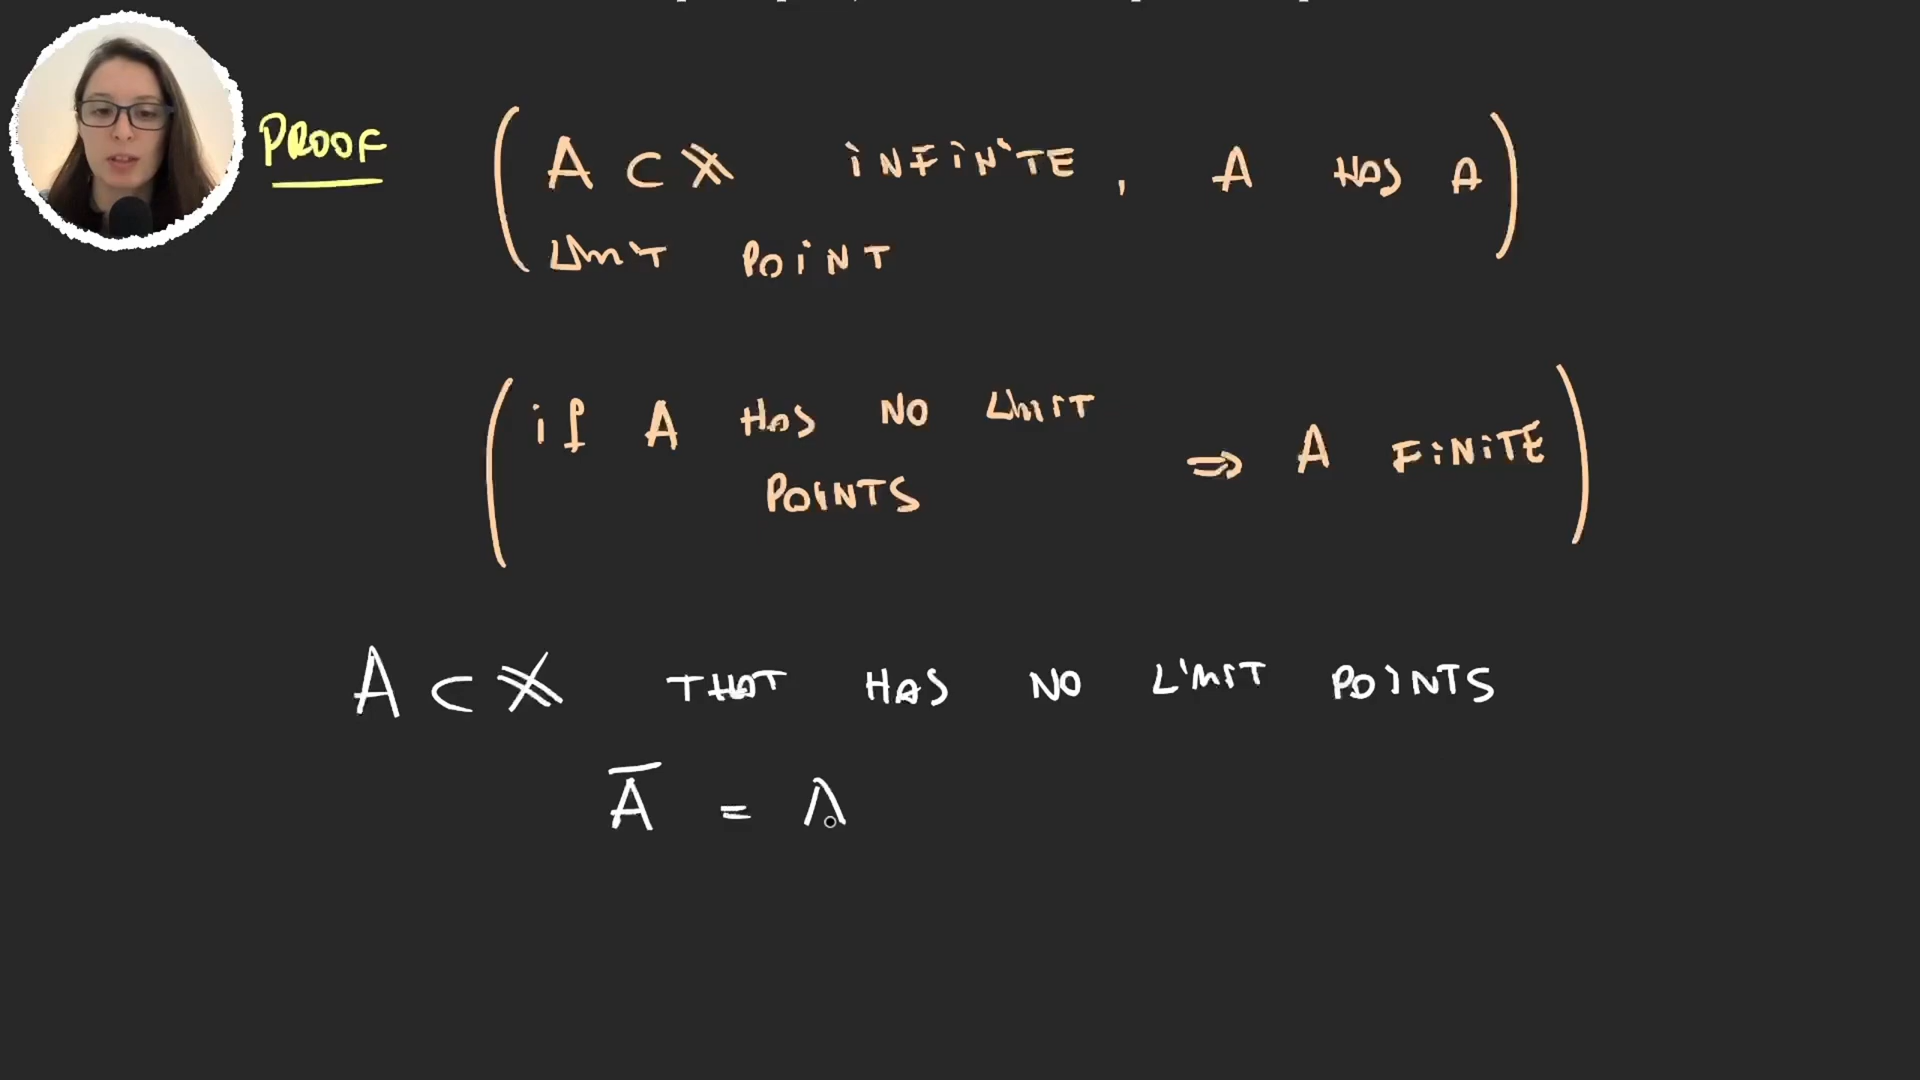 PROOF
(A ⊂ X INFINITE, A HAS A
LIMIT POINT)
(if A HAS NO LIMIT
POINTS ⇒ A FINITE)
A ⊂ X THAT HAS NO LIMIT POINTS
A̅ = A